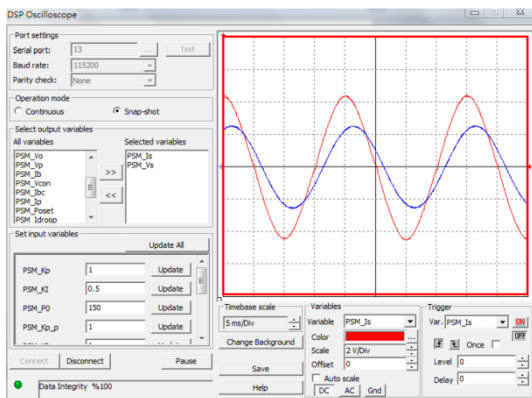 DSP Oscilloscope
Port settings
Serial port: 13 ... Test
Baud rate: 115200
Parity check: None
Operation mode
Continuous Snap-shot
Select output variables
All variables Selected variables
PSM_Vo
PSM_Vp
PSM_Ib
PSM_Vcon
PSM_Ibc
PSM_Ip
PSM_Poset
PSM_Idroop
>>
<<
PSM_Is
PSM_Vs
Set input variables
Update All
PSM_Kp 1 Update
PSM_KI 0.5 Update
PSM_P0 150 Update
PSM_Kp_p 1 Update
Connect Disconnect Pause
Data Integrity %100
Timebase scale
5 ms/Div
Change Background
Save
Help
Variables
Variable PSM_Is
Color ...
Scale 2 V/Div
Offset 0
Auto scale
DC AC Gnd
Trigger
Var. PSM_Is ON
OFF
Once
Level 0
Delay 0